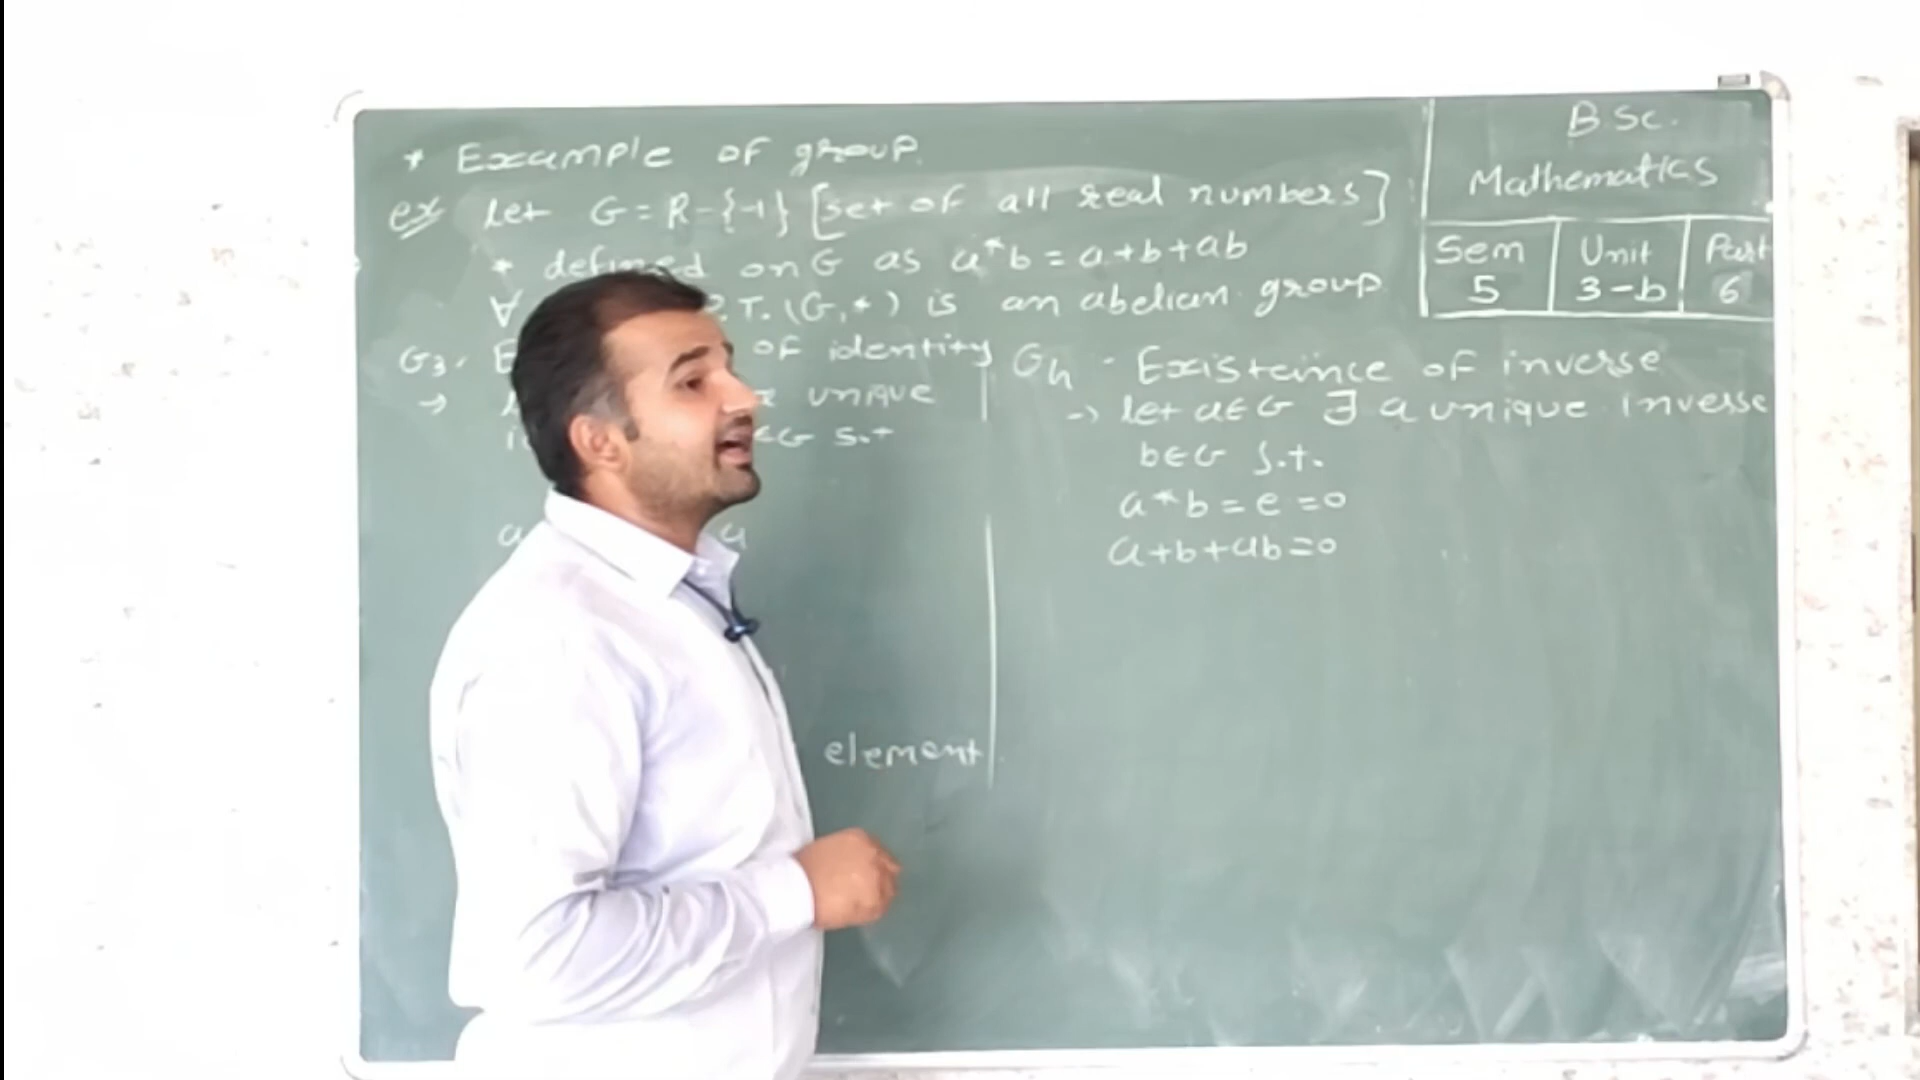 * Example of group.
ex Let G = R-{-1} [set of all real numbers]
* defined on G as a*b = a+b+ab
∀ P.T. (G,*) is an abelian group
G3. of identity
→ unique
∈G s.t
a a
element
G4 - Existeince of inverse
→ let a∈G ∃ a unique inverse
b∈G s.t.
a*b = e = 0
a+b+ab=0
B Sc.
Mathematics
Sem Unit Part
5 3-b 6